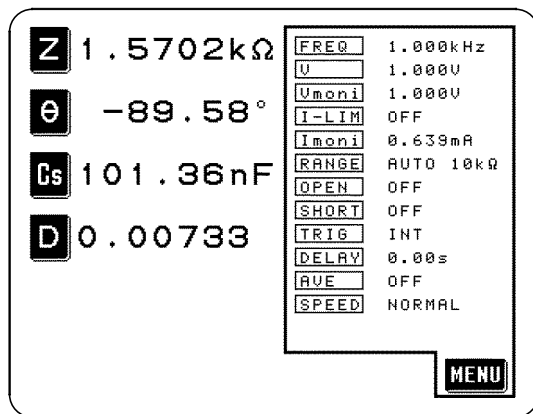 Z 1.5702kΩ
θ -89.58°
Cs 101.36nF
D 0.00733
FREQ 1.000kHz
V 1.000V
Vmoni 1.000V
I-LIM OFF
Imoni 0.639mA
RANGE AUTO 10kΩ
OPEN OFF
SHORT OFF
TRIG INT
DELAY 0.00s
AVE OFF
SPEED NORMAL
MENU